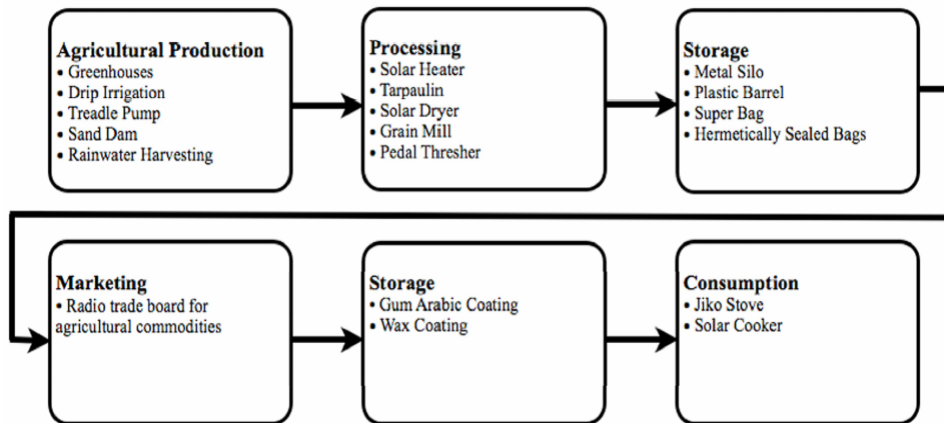 Agricultural Production
• Greenhouses
• Drip Irrigation
• Treadle Pump
• Sand Dam
• Rainwater Harvesting
Processing
• Solar Heater
• Tarpaulin
• Solar Dryer
• Grain Mill
• Pedal Thresher
Storage
• Metal Silo
• Plastic Barrel
• Super Bag
• Hermetically Sealed Bags
Marketing
• Radio trade board for
agricultural commodities
Storage
• Gum Arabic Coating
• Wax Coating
Consumption
• Jiko Stove
• Solar Cooker